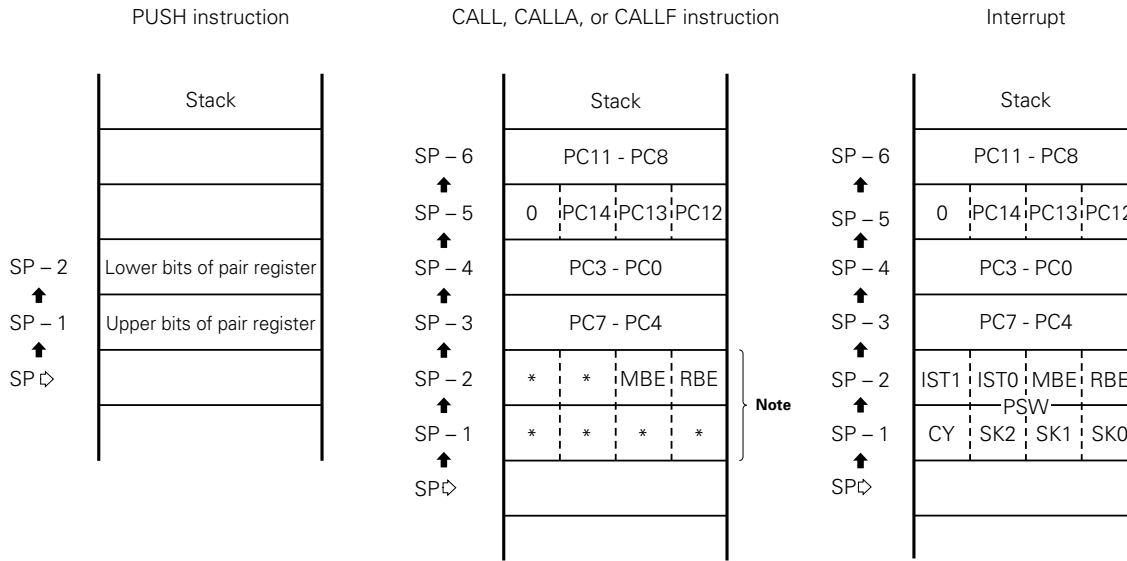 PUSH instruction
CALL, CALLA, or CALLF instruction
Interrupt
Stack
SP – 2 Lower bits of pair register
SP – 1 Upper bits of pair register
SP
Stack
SP – 6 PC11 - PC8
SP – 5 0 PC14 PC13 PC12
SP – 4 PC3 - PC0
SP – 3 PC7 - PC4
SP – 2 * * MBE RBE
Note
SP – 1 * * * *
SP
Stack
SP – 6 PC11 - PC8
SP – 5 0 PC14 PC13 PC12
SP – 4 PC3 - PC0
SP – 3 PC7 - PC4
SP – 2 IST1 IST0 MBE RBE
PSW
SP – 1 CY SK2 SK1 SK0
SP